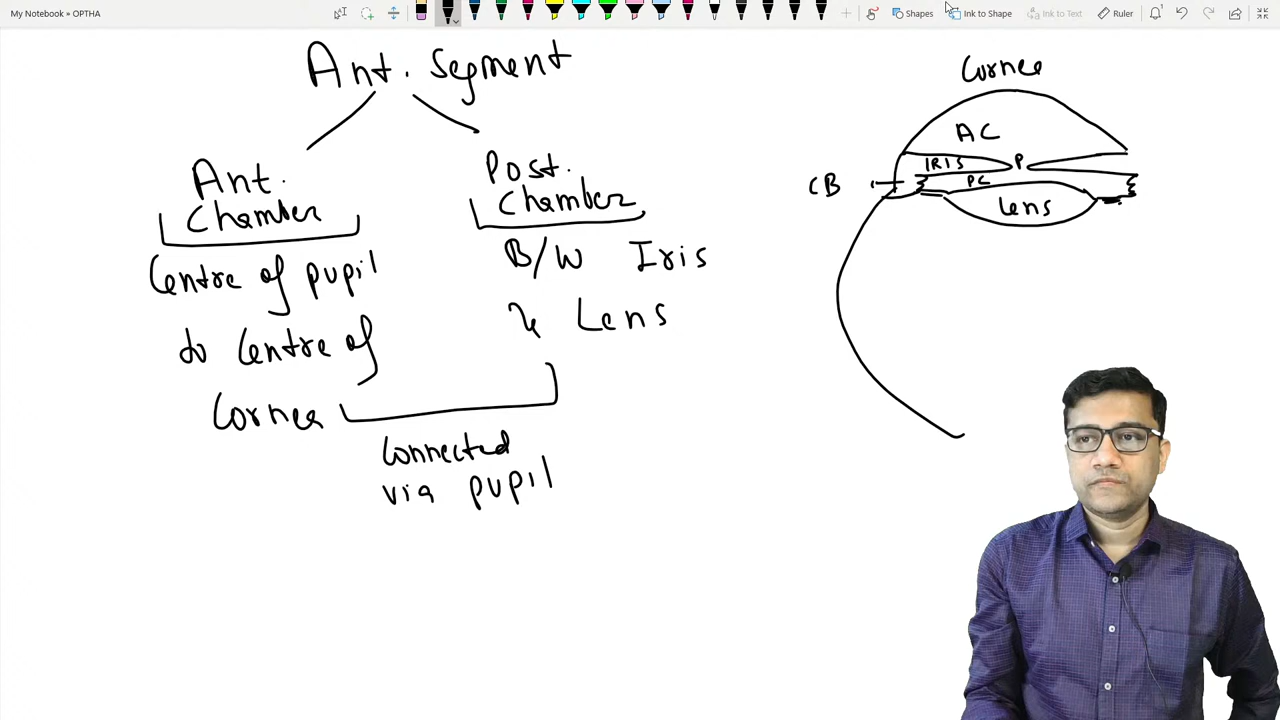 My Notebook » OPTHA
Shapes
Ink to Shape
Ink to Text
Ruler
Ant. Segment
Ant.
Chamber
Centre of pupil
to Centre of
Cornea
Post.
Chamber
B/W Iris
& Lens
Connected
via pupil
Cornea
AC
IRIS P
CB PC
Lens